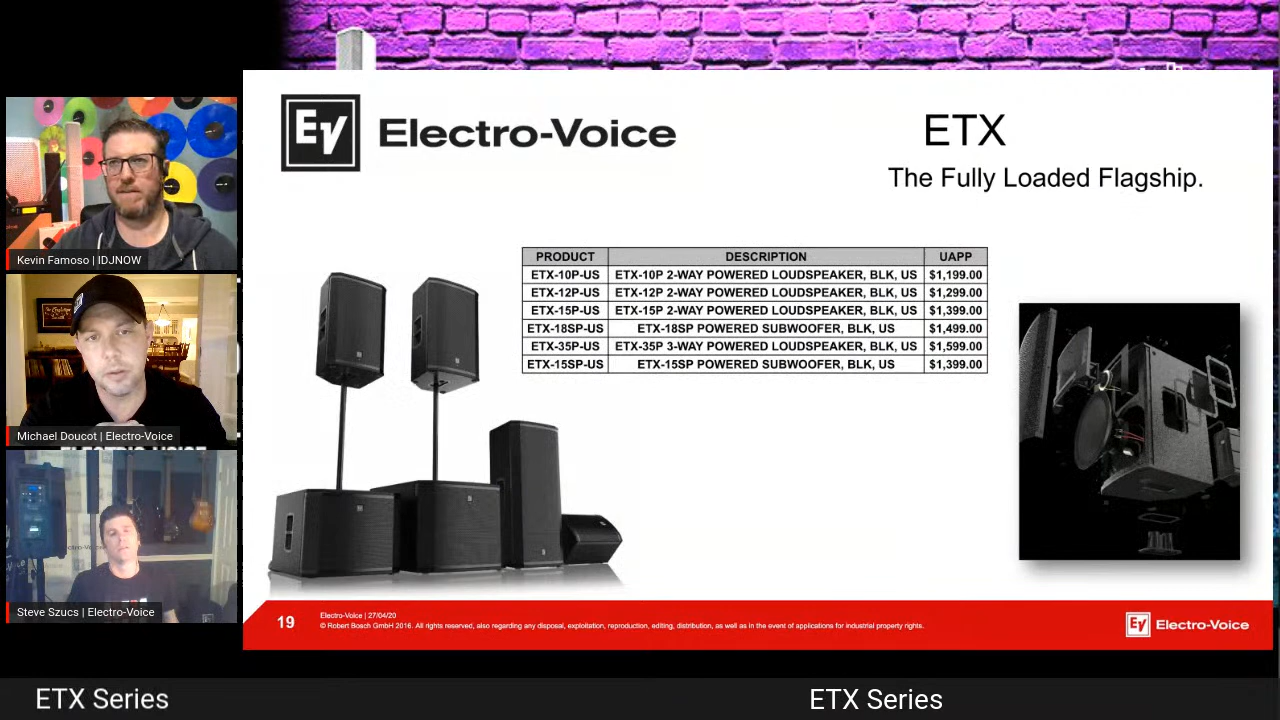 EV Electro-Voice
ETX
The Fully Loaded Flagship.
PRODUCT DESCRIPTION UAPP
ETX-10P-US ETX-10P 2-WAY POWERED LOUDSPEAKER, BLK, US $1,199.00
ETX-12P-US ETX-12P 2-WAY POWERED LOUDSPEAKER, BLK, US $1,299.00
ETX-15P-US ETX-15P 2-WAY POWERED LOUDSPEAKER, BLK, US $1,399.00
ETX-18SP-US ETX-18SP POWERED SUBWOOFER, BLK, US $1,499.00
ETX-35P-US ETX-35P 3-WAY POWERED LOUDSPEAKER, BLK, US $1,599.00
ETX-15SP-US ETX-15SP POWERED SUBWOOFER, BLK, US $1,399.00
Kevin Famoso | IDJNOW
Michael Doucot | Electro-Voice
Steve Szucs | Electro-Voice
19
Electro-Voice | 27/04/20
© Robert Bosch GmbH 2016. All rights reserved, also regarding any disposal, exploitation, reproduction, editing, distribution, as well as in the event of applications for industrial property rights.
EV Electro-Voice
ETX Series
ETX Series